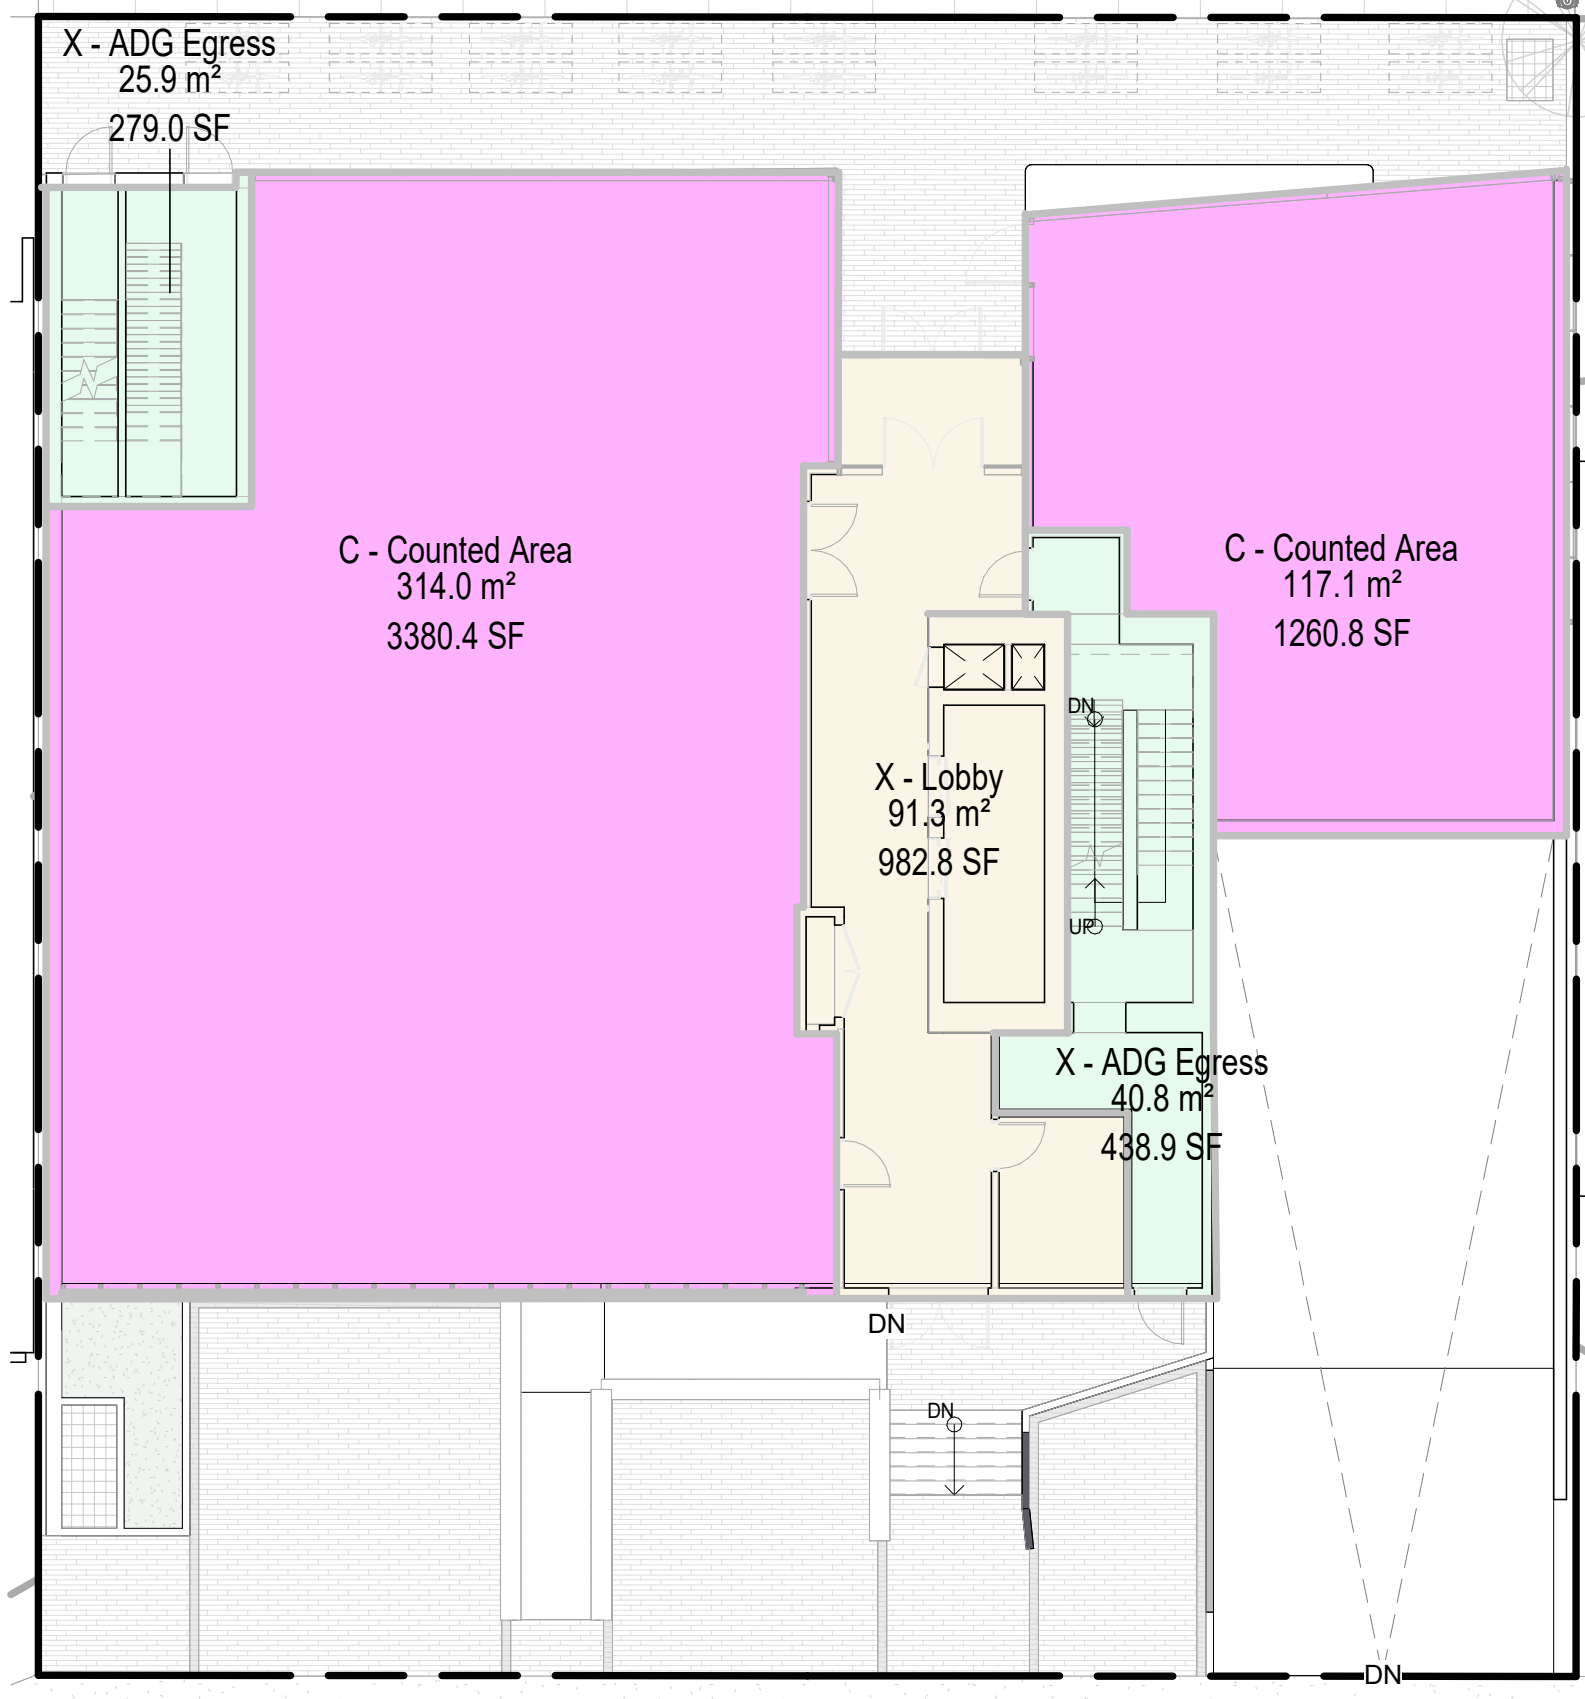 X - ADG Egress
25.9 m²
279.0 SF
C - Counted Area
314.0 m²
3380.4 SF
C - Counted Area
117.1 m²
1260.8 SF
DN
X - Lobby
91.3 m²
982.8 SF
UP
X - ADG Egress
40.8 m²
438.9 SF
DN
DN
DN